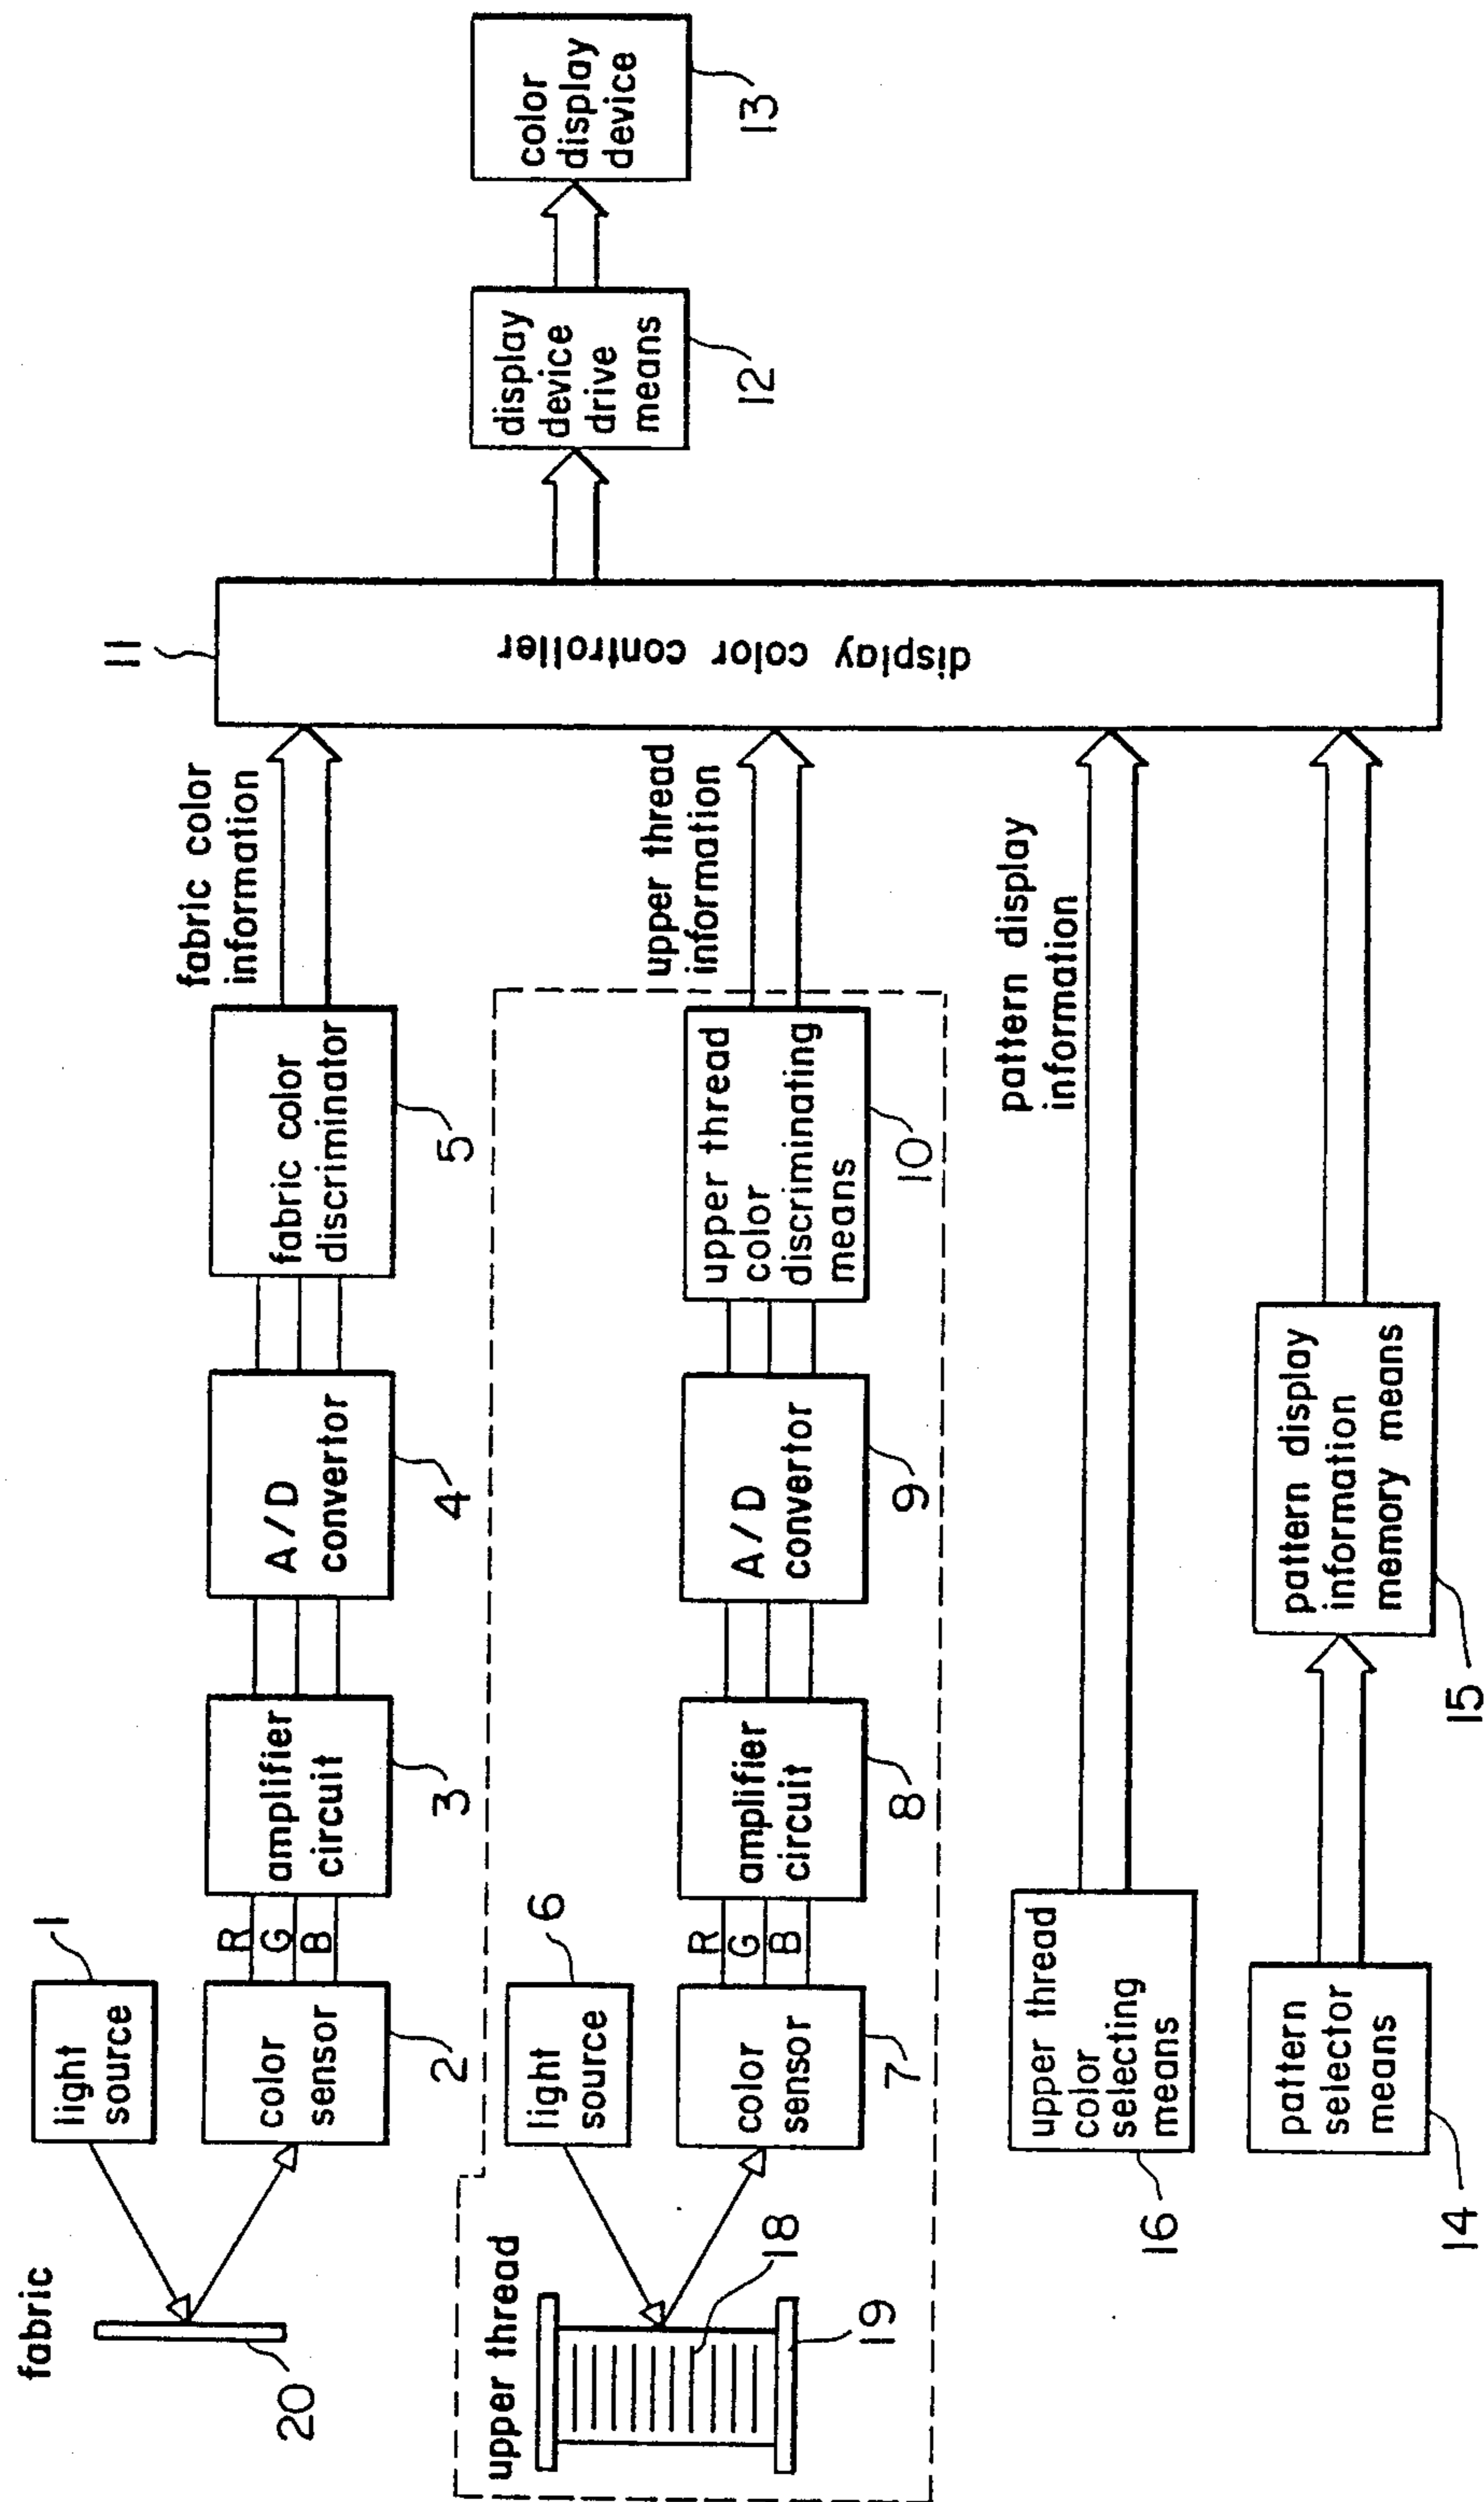 fabric
20
light
source
1
color
sensor
2
R
G
B
amplifier
circuit
3
A/D
convertor
4
fabric color
discriminator
5
fabric color
information
upper thread
18
19
light
source
6
color
sensor
7
R
G
B
amplifier
circuit
8
A/D
convertor
9
upper thread
color
discriminating
means
10
upper thread
information
upper thread
color
selecting
means
16
pattern display
information
pattern
selector
means
14
pattern display
information
memory means
15
display color controller
11
display
device
drive
means
12
color
display
device
13